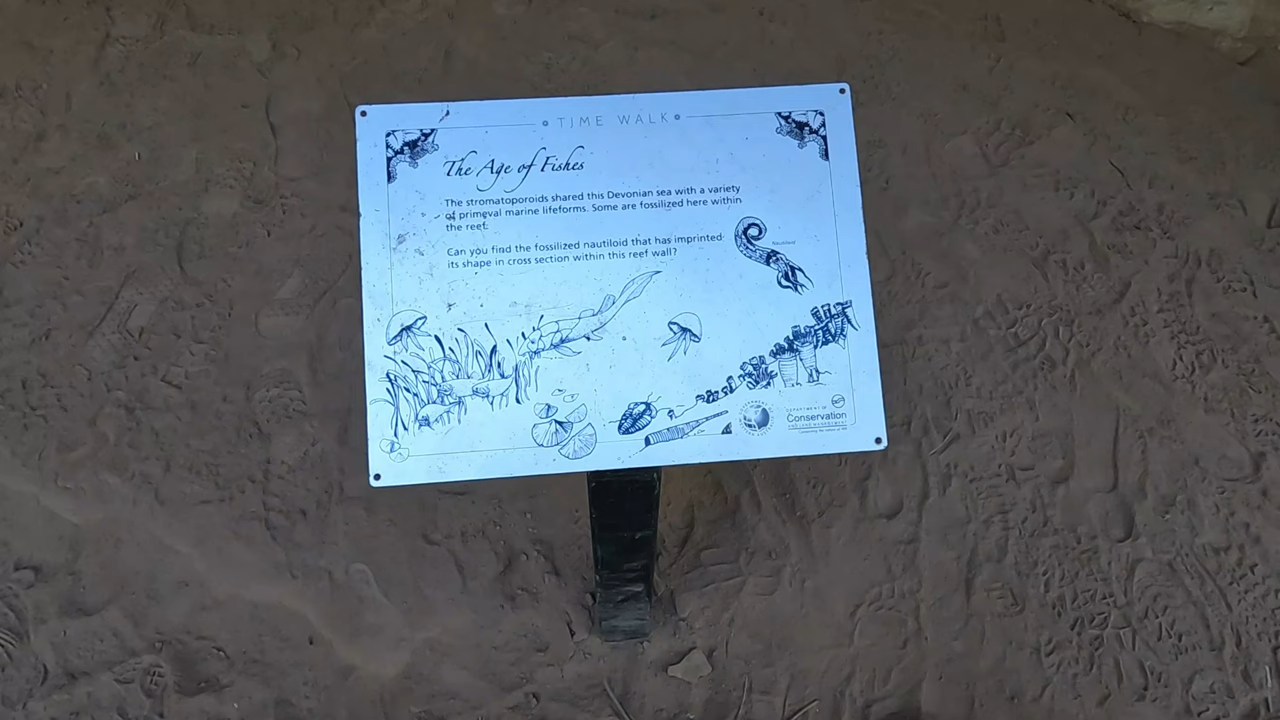 TIME WALK
The Age of Fishes
The stromatoporoids shared this Devonian sea with a variety
of primeval marine lifeforms. Some are fossilized here within
the reef.
Can you find the fossilized nautiloid that has imprinted
its shape in cross section within this reef wall?
Nautiloid
DEPARTMENT OF
Conservation
AND LAND MANAGEMENT